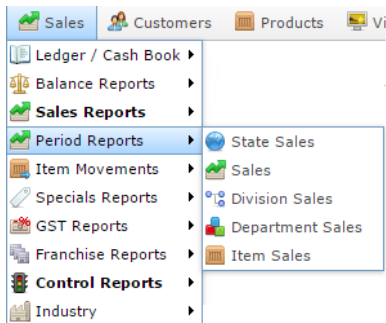 Sales Customers Products Vi
Ledger / Cash Book
Balance Reports
Sales Reports
Period Reports
Item Movements
Specials Reports
GST Reports
Franchise Reports
Control Reports
Industry
State Sales
Sales
Division Sales
Department Sales
Item Sales